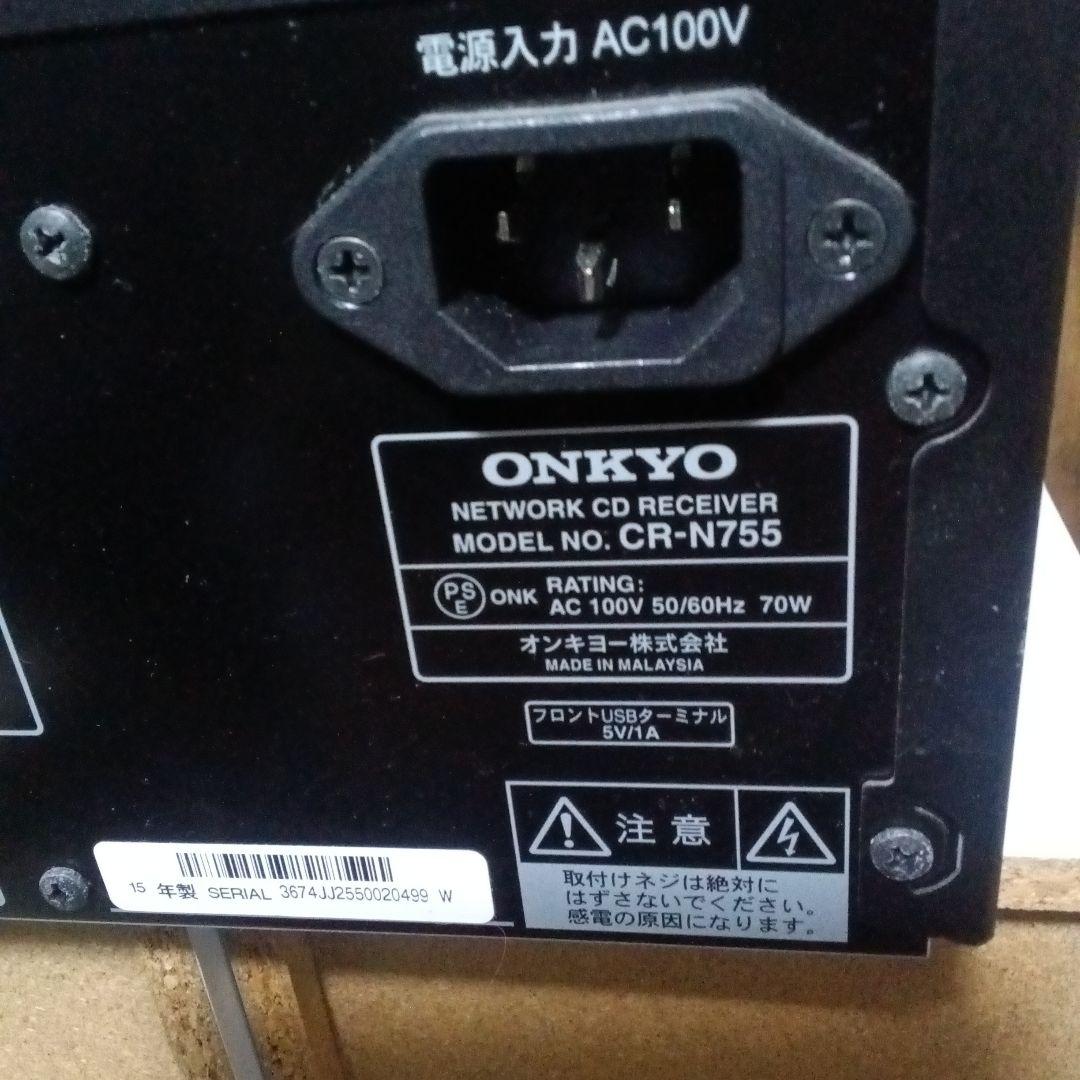 電源入力 AC100V
ONKYO
NETWORK CD RECEIVER
MODEL NO. CR-N755
PS
E
ONK
RATING:
AC 100V 50/60Hz 70W
オンキヨー株式会社
MADE IN MALAYSIA
フロントUSBターミナル
5V/1A
注意
取付けネジは絶対に
はずさないでください。
感電の原因になります。
15 年製 SERIAL 3674JJ2550020499 W